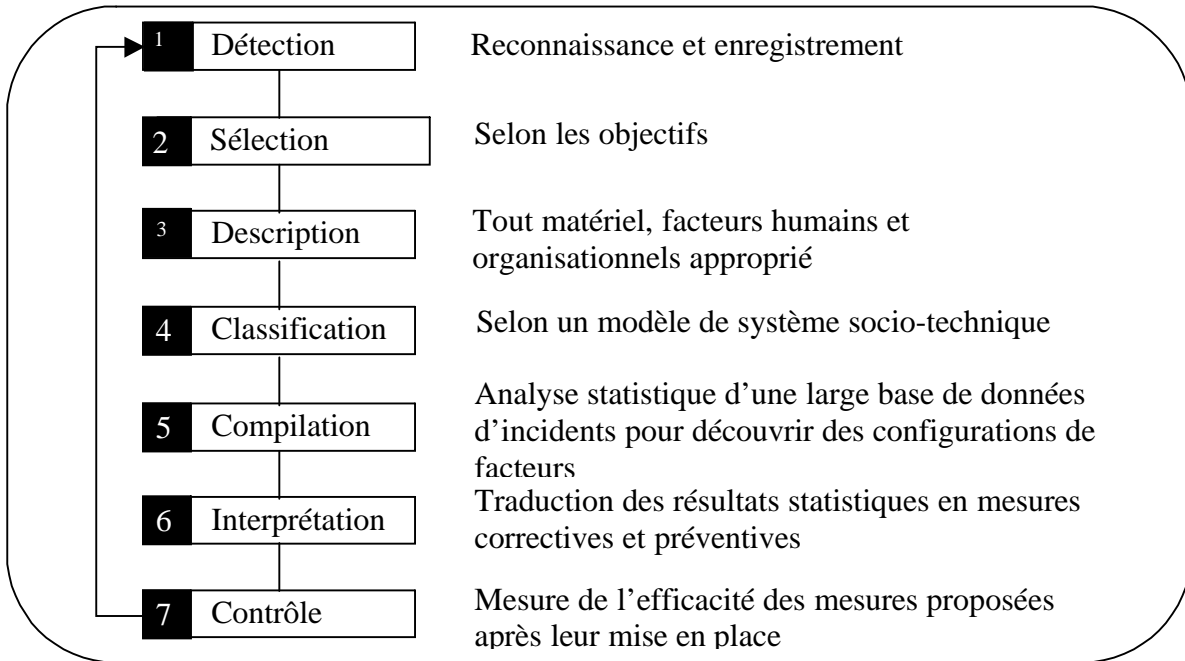 1 Détection Reconnaissance et enregistrement
2 Sélection Selon les objectifs
3 Description Tout matériel, facteurs humains et
organisationnels approprié
4 Classification Selon un modèle de système socio-technique
5 Compilation Analyse statistique d’une large base de données
d’incidents pour découvrir des configurations de
facteurs
6 Interprétation Traduction des résultats statistiques en mesures
correctives et préventives
7 Contrôle Mesure de l’efficacité des mesures proposées
après leur mise en place